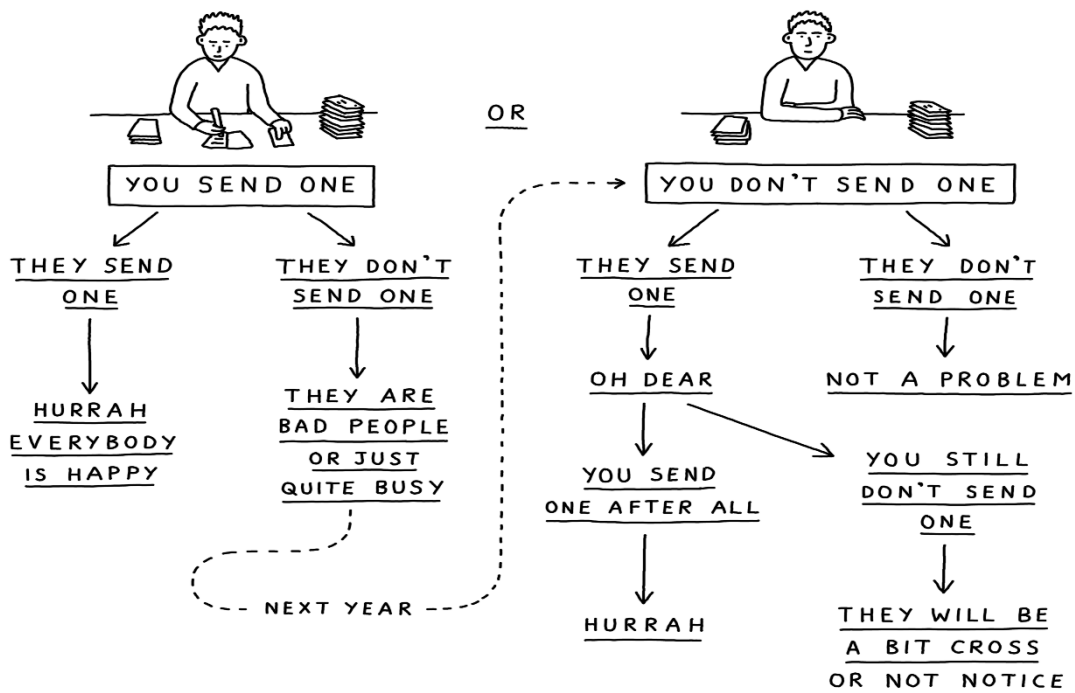 OR
YOU SEND ONE
YOU DON'T SEND ONE
THEY SEND
ONE
THEY DON'T
SEND ONE
THEY SEND
ONE
THEY DON'T
SEND ONE
HURRAH
EVERYBODY
IS HAPPY
THEY ARE
BAD PEOPLE
OR JUST
QUITE BUSY
OH DEAR
NOT A PROBLEM
YOU SEND
ONE AFTER ALL
YOU STILL
DON'T SEND
ONE
NEXT YEAR
HURRAH
THEY WILL BE
A BIT CROSS
OR NOT NOTICE